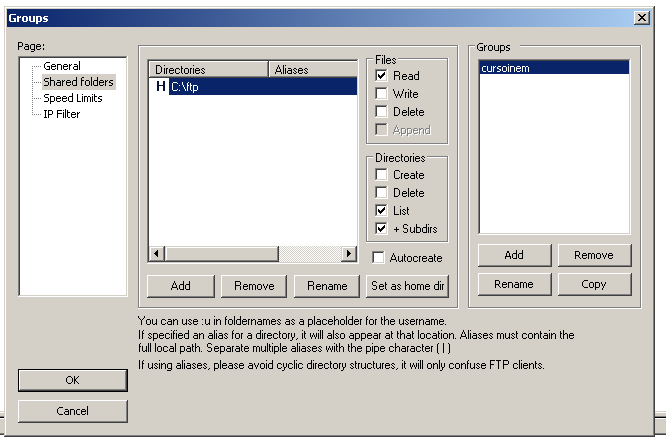 Groups
Page:
General
Shared folders
Speed Limits
IP Filter
Directories Aliases
H C:\ftp
Files
Read
Write
Delete
Append
Directories
Create
Delete
List
+ Subdirs
Autocreate
Add Remove Rename Set as home dir
Groups
cursoinem
Add Remove
Rename Copy
You can use :u in foldernames as a placeholder for the username.
If specified an alias for a directory, it will also appear at that location. Aliases must contain the
full local path. Separate multiple aliases with the pipe character ( | )
If using aliases, please avoid cyclic directory structures, it will only confuse FTP clients.
OK
Cancel